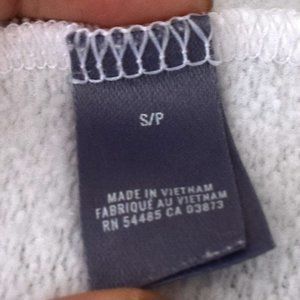 S/P
MADE IN VIETNAM
FABRIQUÉ AU VIETNAM
RN 54485 CA 03873